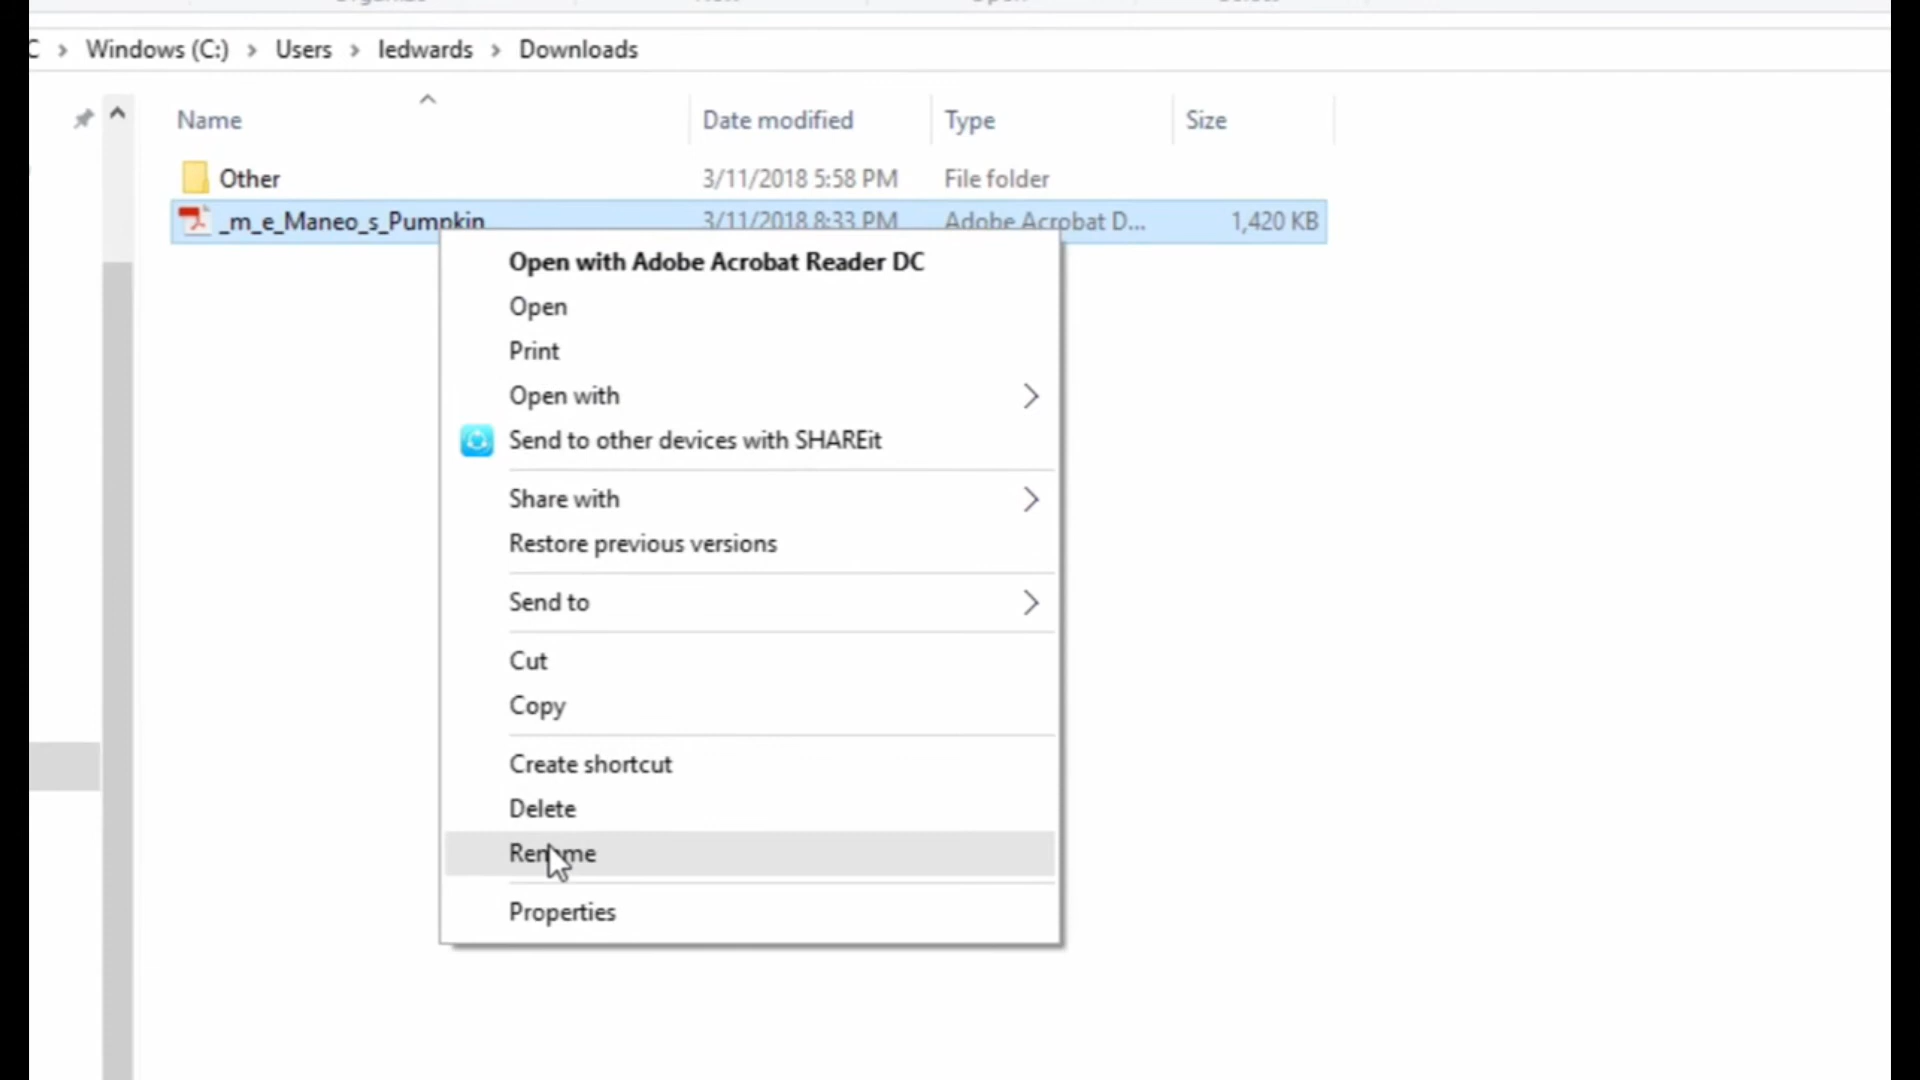 C > Windows (C:) > Users > ledwards > Downloads
Name Date modified Type Size
Other 3/11/2018 5:58 PM File folder
_m_e_Maneo_s_Pumpkin 3/11/2018 8:33 PM Adobe Acrobat D... 1,420 KB
Open with Adobe Acrobat Reader DC
Open
Print
Open with
Send to other devices with SHAREit
Share with
Restore previous versions
Send to
Cut
Copy
Create shortcut
Delete
Rename
Properties